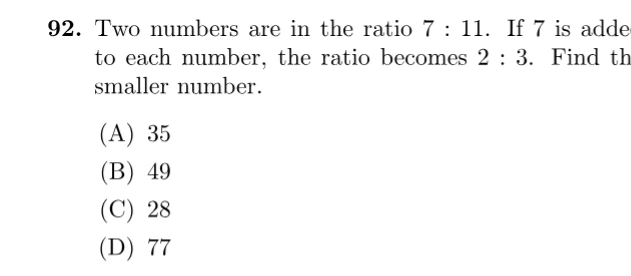 92. Two numbers are in the ratio 7 : 11. If 7 is adde
to each number, the ratio becomes 2 : 3. Find th
smaller number.
(A) 35
(B) 49
(C) 28
(D) 77